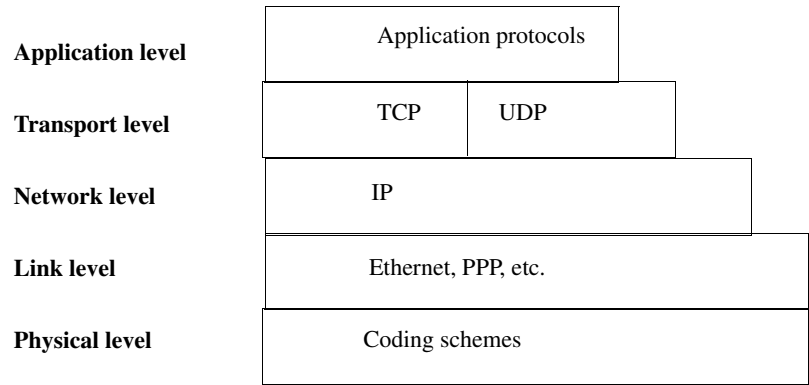 Application level Application protocols
Transport level TCP UDP
Network level IP
Link level Ethernet, PPP, etc.
Physical level Coding schemes